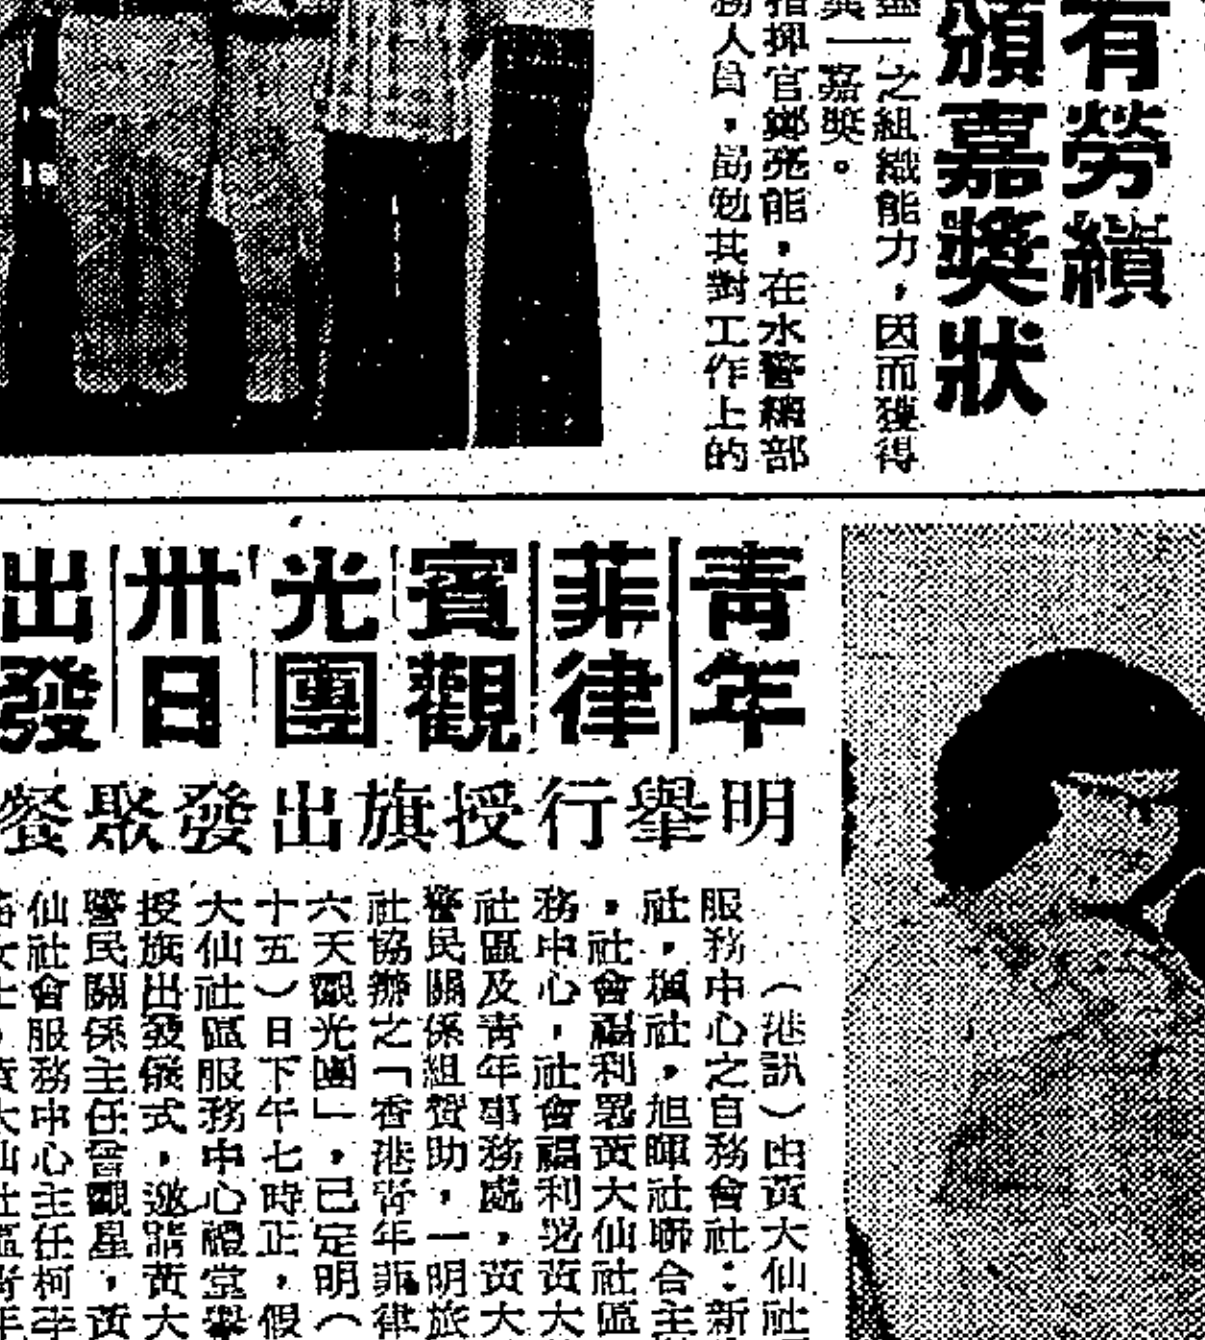 有勞績
頒嘉獎狀
之組織能力，因而獲得
嘉獎。
官鄭亮能，在水警總部
務人員，勗勉其對工作上的
青年
菲律
賓觀
光團
卅日
出發
明舉行授旗出發聚餐
（港訊）由黃大仙社
服務中心之自務會社：新
社，楓社，旭暉社聯合主
，社會福利署黃大仙社區
務中心，社會福利署黃大
社區及青年事務處，黃大
警民關係組贊助，一明旅
社協辦之「香港青年菲律
六天觀光團」，已定明（
十五）日下午七時正，假
大仙社區服務中心禮堂舉
授旗出發儀式，邀請黃大
警民關係主任曾觀星，黃
仙社會服務中心主任柯